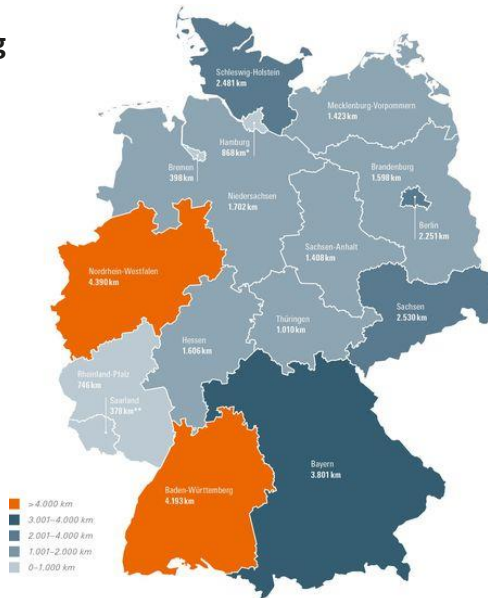 g
Schleswig-Holstein
2.481 km
Mecklenburg-Vorpommern
1.423 km
Hamburg
868 km*
Bremen
398 km
Brandenburg
1.598 km
Niedersachsen
1.702 km
Berlin
2.251 km
Sachsen-Anhalt
1.408 km
Nordrhein-Westfalen
4.390 km
Sachsen
2.530 km
Thüringen
1.010 km
Hessen
1.606 km
Rheinland-Pfalz
746 km
Saarland
378 km**
Bayern
3.801 km
Baden-Württemberg
4.193 km
>4.000 km
3.001–4.000 km
2.001–4.000 km
1.001–2.000 km
0–1.000 km